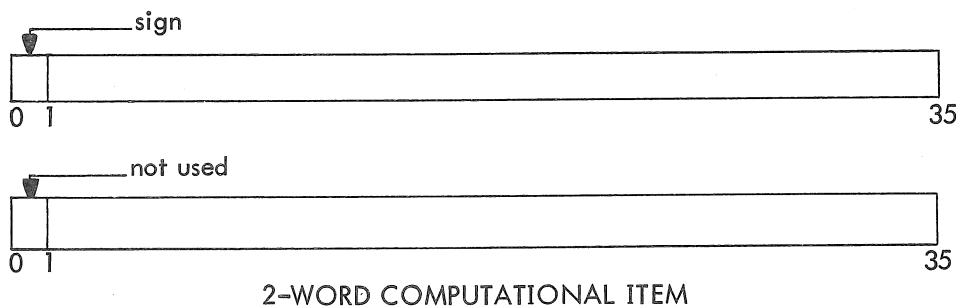 sign
0 1 35
not used
0 1 35
2-WORD COMPUTATIONAL ITEM